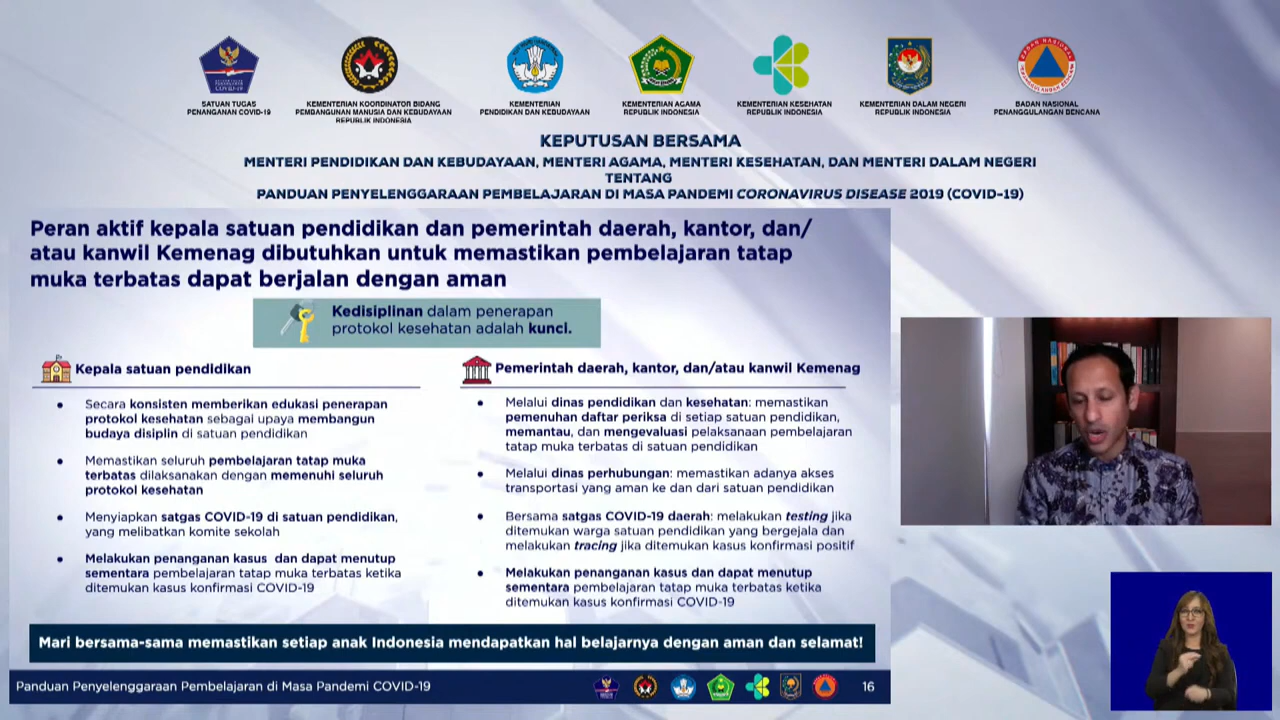 SATUAN TUGAS
PENANGANAN COVID-19
KEMENTERIAN KOORDINATOR BIDANG
PEMBANGUNAN MANUSIA DAN KEBUDAYAAN
REPUBLIK INDONESIA
KEMENTERIAN
PENDIDIKAN DAN KEBUDAYAAN
KEMENTERIAN AGAMA
REPUBLIK INDONESIA
KEMENTERIAN KESEHATAN
REPUBLIK INDONESIA
KEMENTERIAN DALAM NEGERI
REPUBLIK INDONESIA
BADAN NASIONAL
PENANGGULANGAN BENCANA
KEPUTUSAN BERSAMA
MENTERI PENDIDIKAN DAN KEBUDAYAAN, MENTERI AGAMA, MENTERI KESEHATAN, DAN MENTERI DALAM NEGERI
TENTANG
PANDUAN PENYELENGGARAAN PEMBELAJARAN DI MASA PANDEMI CORONAVIRUS DISEASE 2019 (COVID-19)
Peran aktif kepala satuan pendidikan dan pemerintah daerah, kantor, dan/
atau kanwil Kemenag dibutuhkan untuk memastikan pembelajaran tatap
muka terbatas dapat berjalan dengan aman
Kedisiplinan dalam penerapan
protokol kesehatan adalah kunci.
Kepala satuan pendidikan
• Secara konsisten memberikan edukasi penerapan
protokol kesehatan sebagai upaya membangun
budaya disiplin di satuan pendidikan
• Memastikan seluruh pembelajaran tatap muka
terbatas dilaksanakan dengan memenuhi seluruh
protokol kesehatan
• Menyiapkan satgas COVID-19 di satuan pendidikan,
yang melibatkan komite sekolah
• Melakukan penanganan kasus dan dapat menutup
sementara pembelajaran tatap muka terbatas ketika
ditemukan kasus konfirmasi COVID-19
Pemerintah daerah, kantor, dan/atau kanwil Kemenag
• Melalui dinas pendidikan dan kesehatan: memastikan
pemenuhan daftar periksa di setiap satuan pendidikan,
memantau, dan mengevaluasi pelaksanaan pembelajaran
tatap muka terbatas di satuan pendidikan
• Melalui dinas perhubungan: memastikan adanya akses
transportasi yang aman ke dan dari satuan pendidikan
• Bersama satgas COVID-19 daerah: melakukan testing jika
ditemukan warga satuan pendidikan yang bergejala dan
melakukan tracing jika ditemukan kasus konfirmasi positif
• Melakukan penanganan kasus dan dapat menutup
sementara pembelajaran tatap muka terbatas ketika
ditemukan kasus konfirmasi COVID-19
Mari bersama-sama memastikan setiap anak Indonesia mendapatkan hal belajarnya dengan aman dan selamat!
Panduan Penyelenggaraan Pembelajaran di Masa Pandemi COVID-19
16